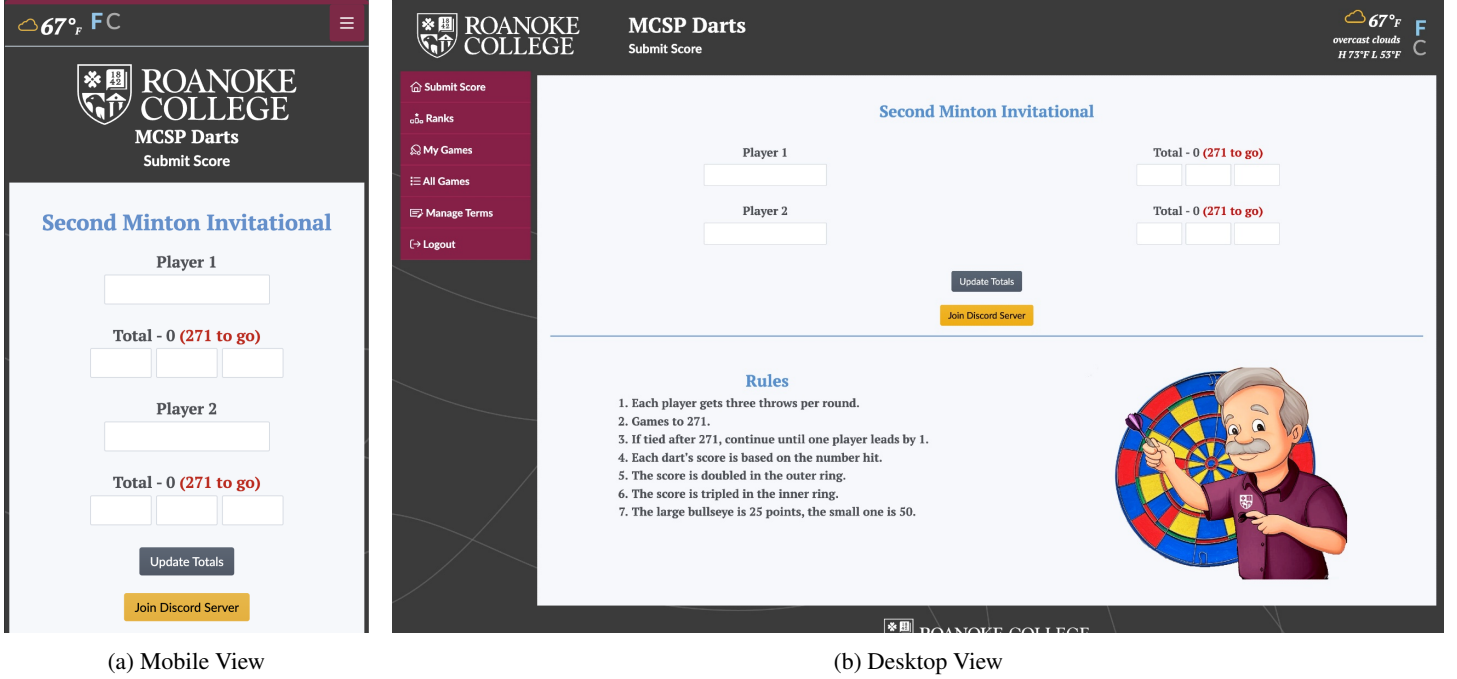 67°F F C
ROANOKE
COLLEGE
MCSP Darts
Submit Score
Second Minton Invitational
Player 1
Total - 0 (271 to go)
Player 2
Total - 0 (271 to go)
Update Totals
Join Discord Server
(a) Mobile View
ROANOKE
COLLEGE
MCSP Darts
Submit Score
67°F
overcast clouds
H 73°F L 53°F
F
C
Submit Score
Ranks
My Games
All Games
Manage Terms
Logout
Second Minton Invitational
Player 1
Total - 0 (271 to go)
Player 2
Total - 0 (271 to go)
Update Totals
Join Discord Server
Rules
1. Each player gets three throws per round.
2. Games to 271.
3. If tied after 271, continue until one player leads by 1.
4. Each dart's score is based on the number hit.
5. The score is doubled in the outer ring.
6. The score is tripled in the inner ring.
7. The large bullseye is 25 points, the small one is 50.
ROANOKE COLLEGE
(b) Desktop View